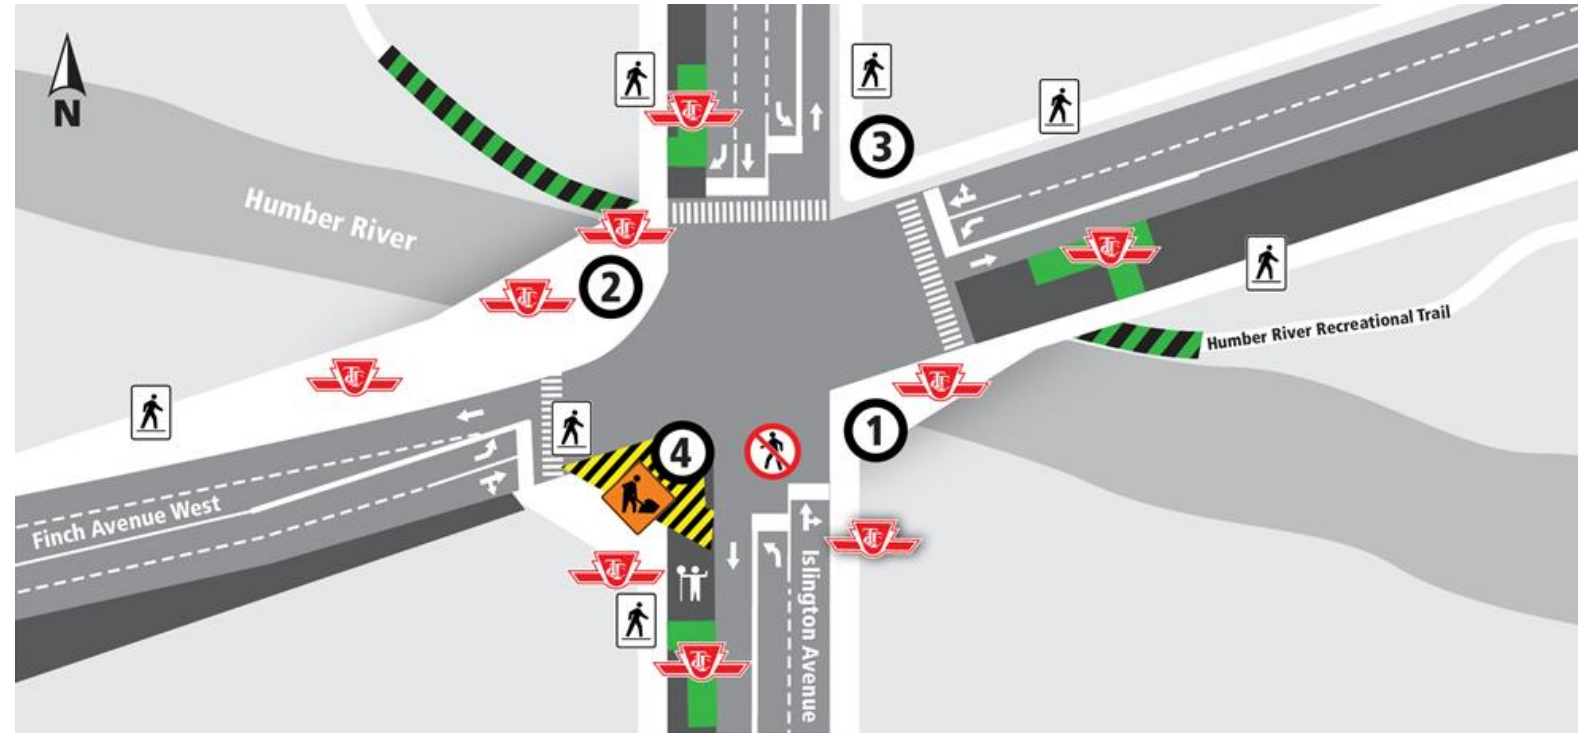 N
Humber River
3
2
Humber River Recreational Trail
1
4
Finch Avenue West
Islington Avenue